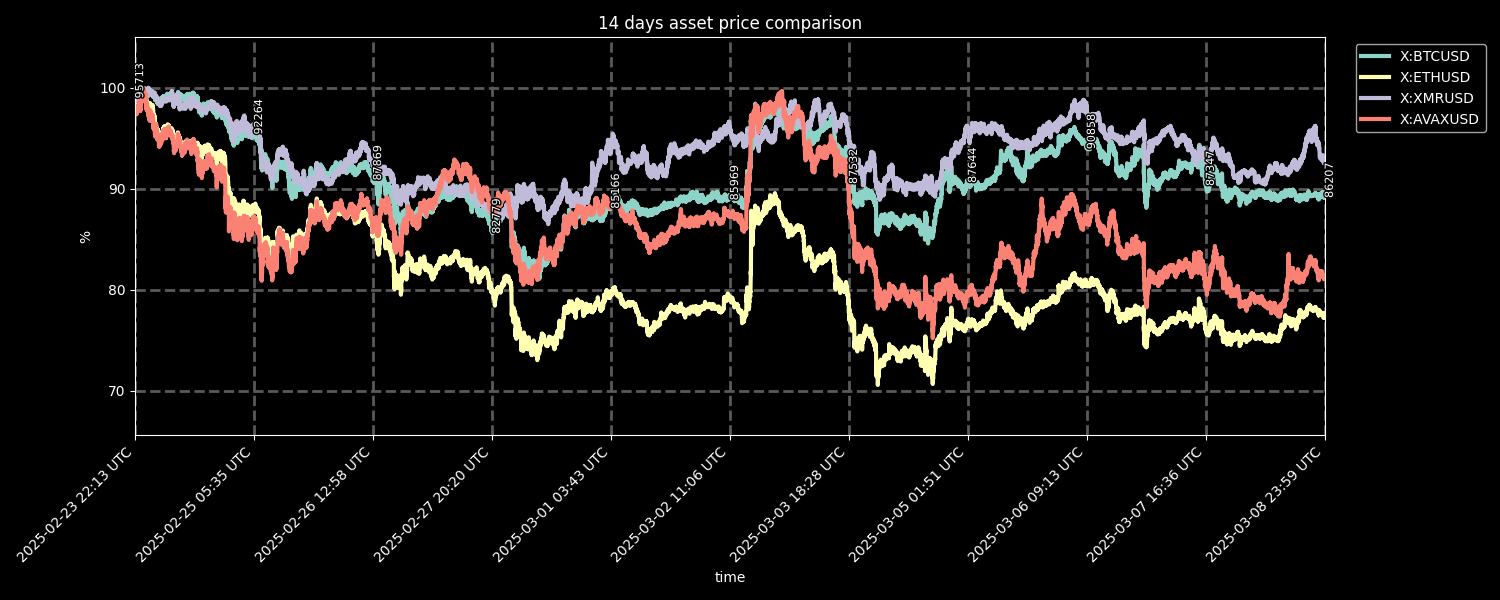 14 days asset price comparison
X:BTCUSD
X:ETHUSD
X:XMRUSD
X:AVAXUSD
100
90
80
70
%
95713
92264
87869
82779
85166
85969
87532
87644
90858
87347
86207
2025-02-23 22:13 UTC
2025-02-25 05:35 UTC
2025-02-26 12:58 UTC
2025-02-27 20:20 UTC
2025-03-01 03:43 UTC
2025-03-02 11:06 UTC
2025-03-03 18:28 UTC
2025-03-05 01:51 UTC
2025-03-06 09:13 UTC
2025-03-07 16:36 UTC
2025-03-08 23:59 UTC
time